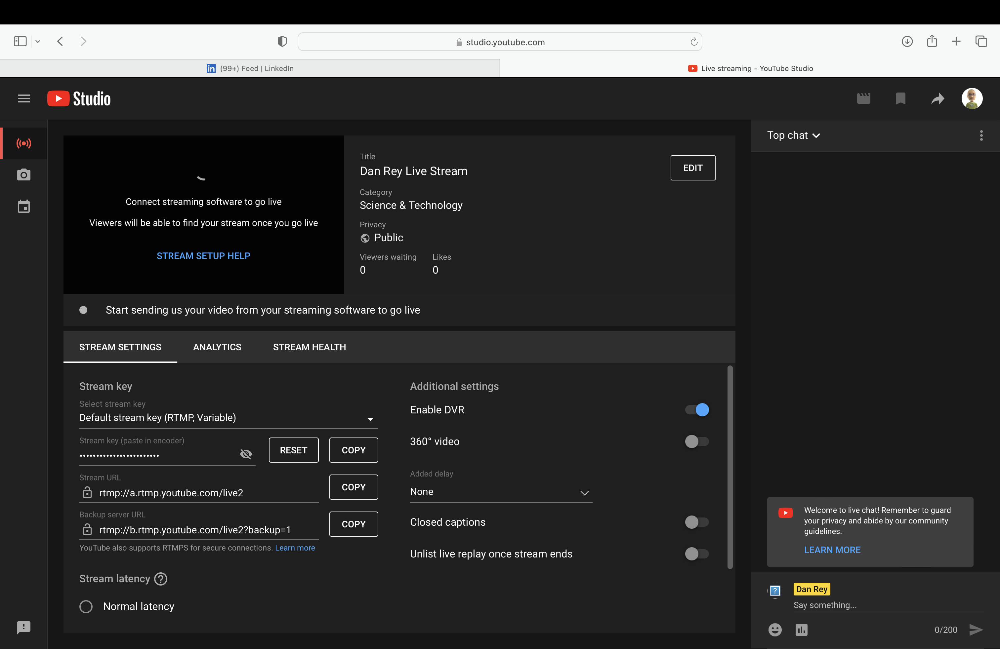 studio.youtube.com
(99+) Feed | LinkedIn
Live streaming - YouTube Studio
Studio
Connect streaming software to go live
Viewers will be able to find your stream once you go live
STREAM SETUP HELP
Title
Dan Rey Live Stream
EDIT
Category
Science & Technology
Privacy
Public
Viewers waiting Likes
0 0
Start sending us your video from your streaming software to go live
STREAM SETTINGS ANALYTICS STREAM HEALTH
Stream key
Select stream key
Default stream key (RTMP, Variable)
Stream key (paste in encoder)
••••••••••••••••••••••••
RESET COPY
Stream URL
rtmp://a.rtmp.youtube.com/live2
COPY
Backup server URL
rtmp://b.rtmp.youtube.com/live2?backup=1
COPY
YouTube also supports RTMPS for secure connections. Learn more
Stream latency ?
Normal latency
Additional settings
Enable DVR
360° video
Added delay
None
Closed captions
Unlist live replay once stream ends
Top chat
Welcome to live chat! Remember to guard
your privacy and abide by our community
guidelines.
LEARN MORE
Dan Rey
Say something...
0/200